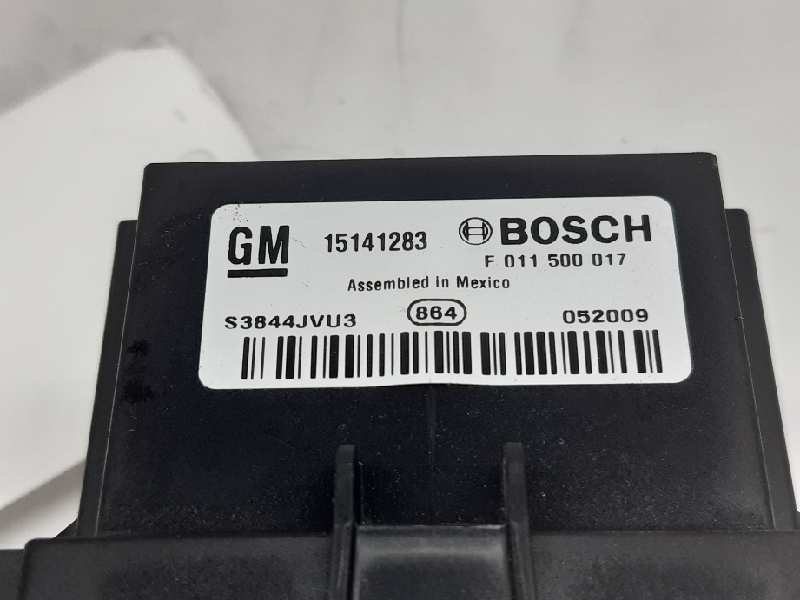 GM 15141283 BOSCH
F 011 500 017
Assembled in Mexico
S3844JVU3 864 052009